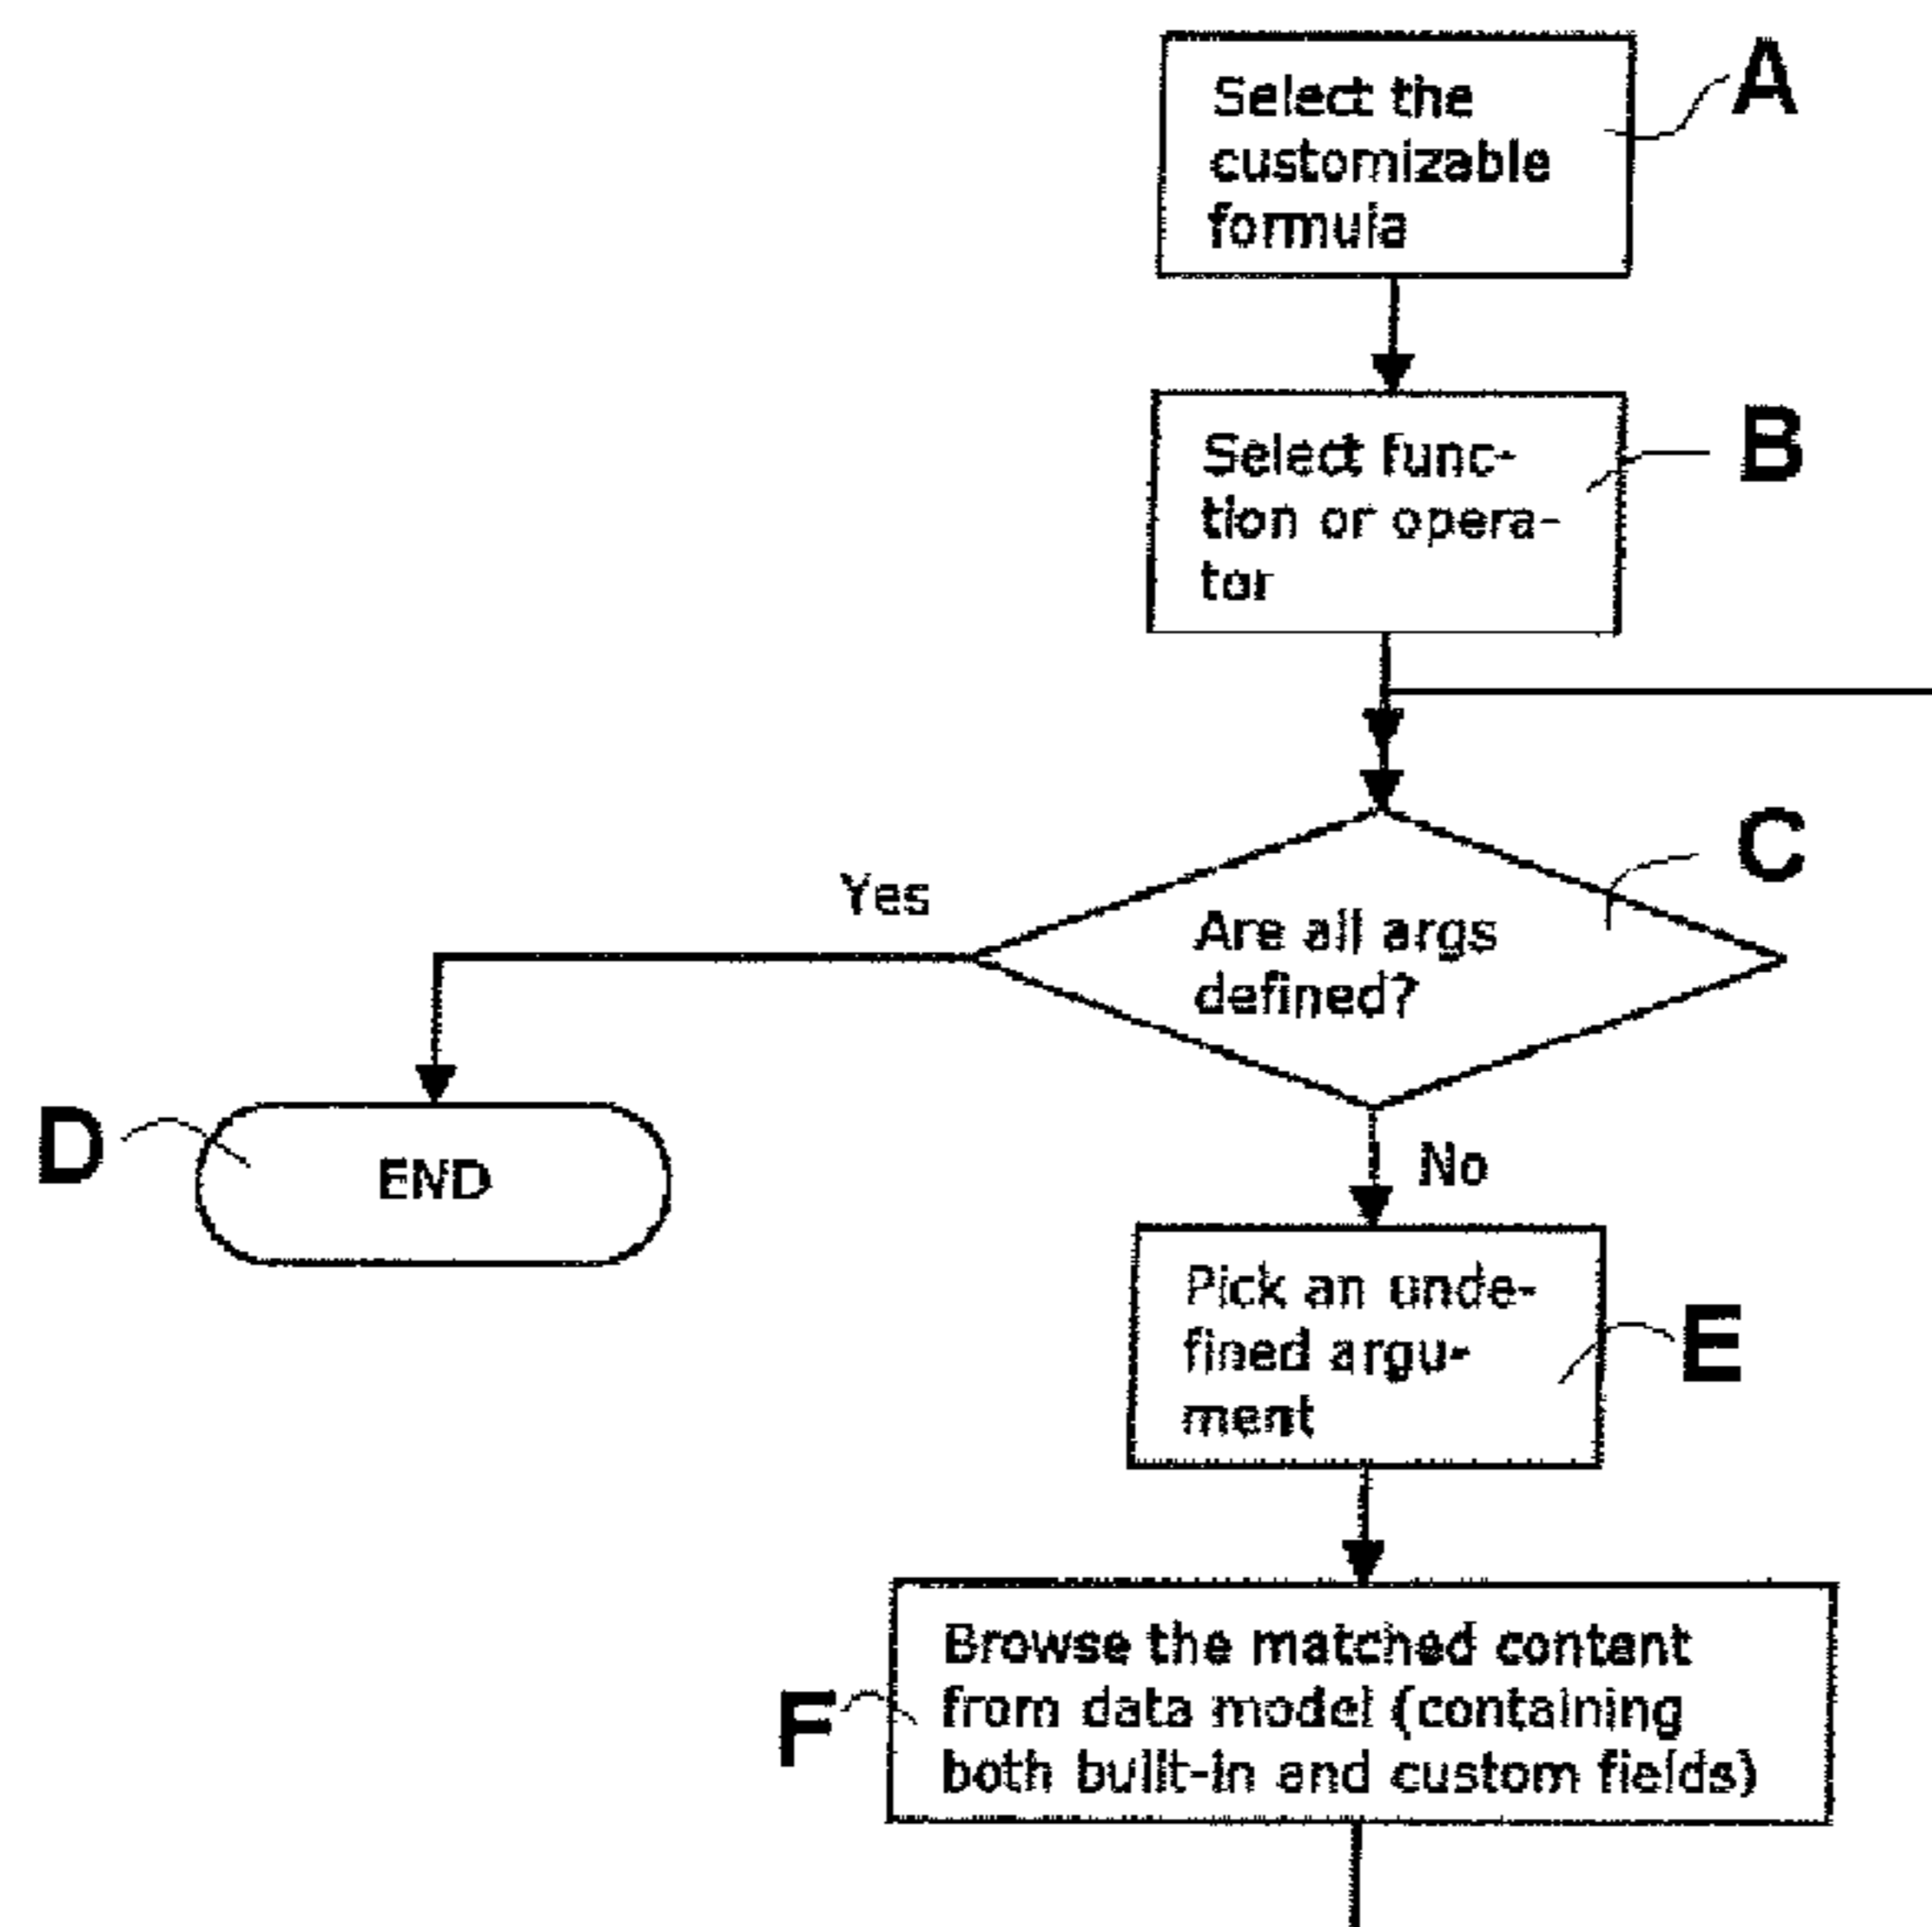 Select the
customizable
formula
A
Select func-
tion or opera-
tor
B
Are all args
defined?
C
Yes
END
D
No
Pick an unde-
fined argu-
ment
E
Browse the matched content
from data model (containing
both built-in and custom fields)
F